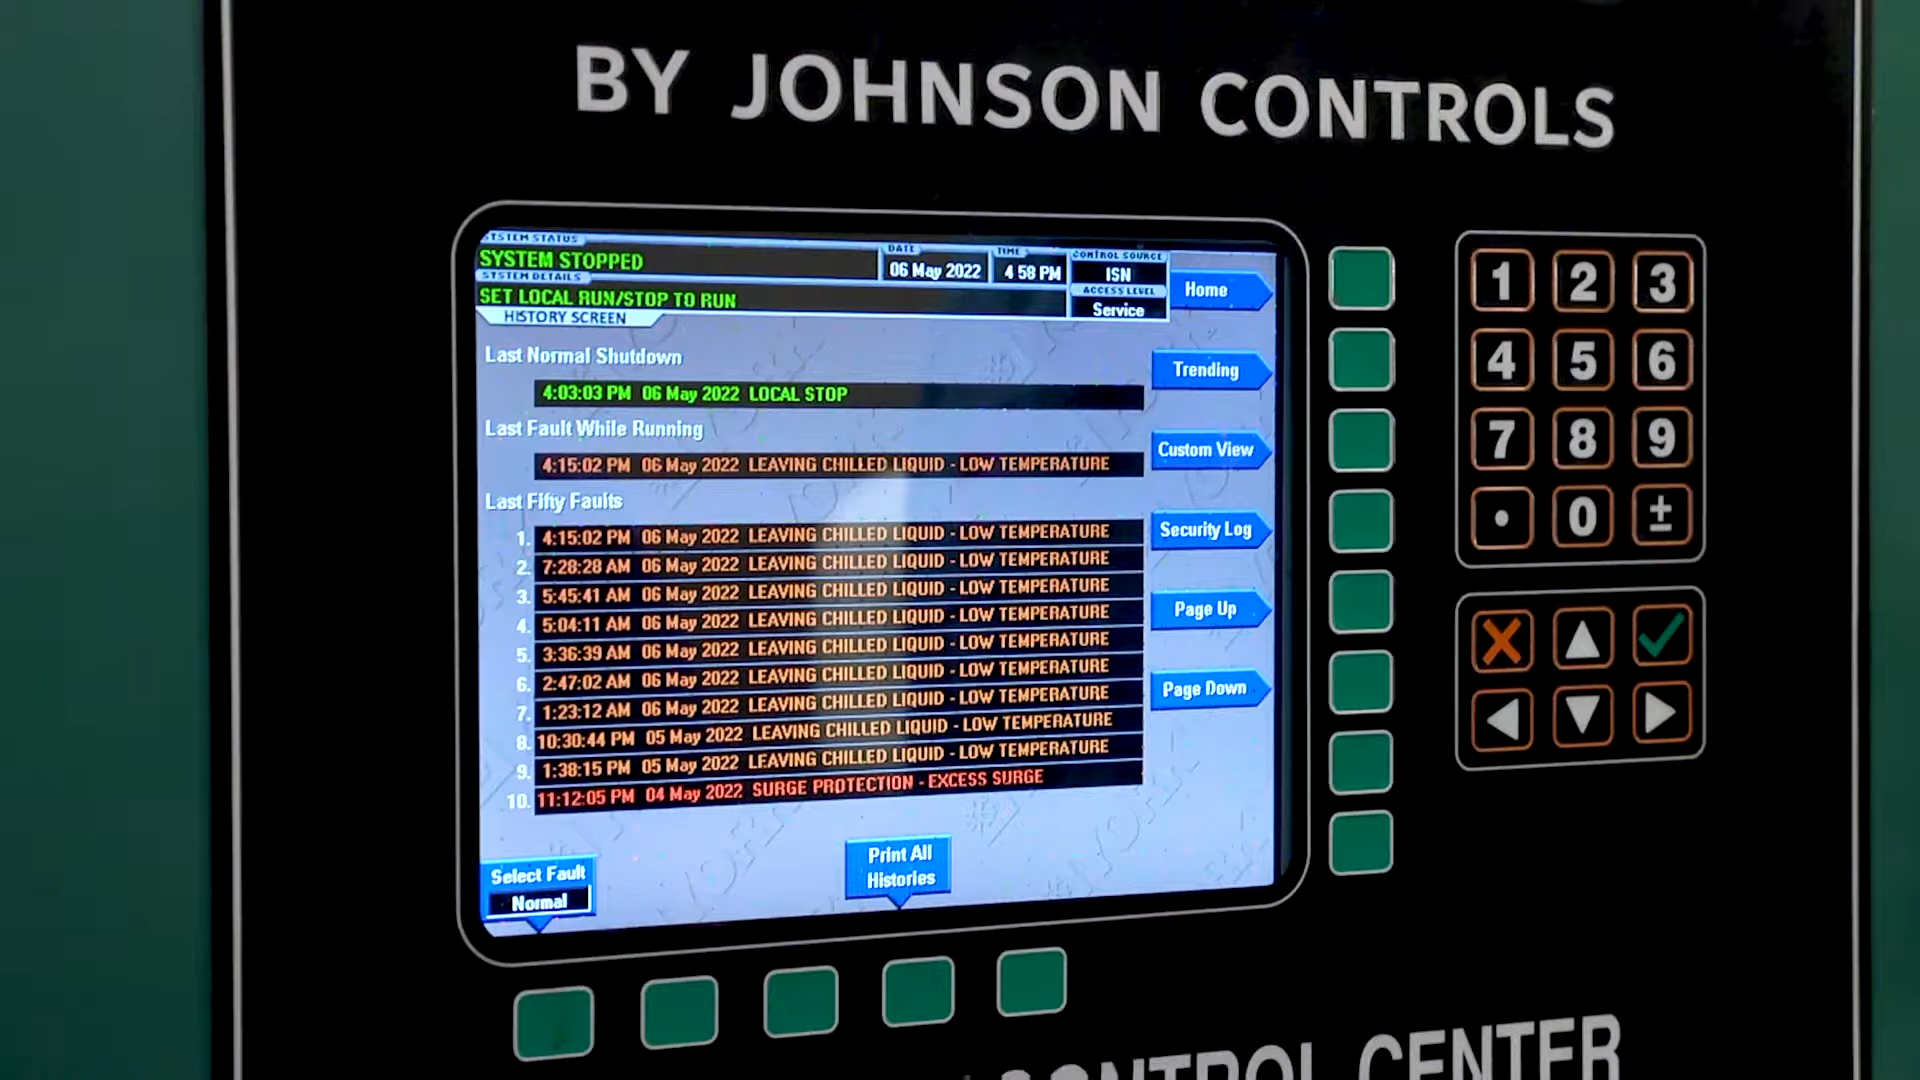 BY JOHNSON CONTROLS
SYSTEM STATUS
SYSTEM STOPPED
SYSTEM DETAILS
SET LOCAL RUN/STOP TO RUN
DATE
06 May 2022
TIME
4 58 PM
CONTROL SOURCE
ISN
ACCESS LEVEL
Service
Home
HISTORY SCREEN
Last Normal Shutdown
4:03:03 PM 06 May 2022 LOCAL STOP
Last Fault While Running
4:15:02 PM 06 May 2022 LEAVING CHILLED LIQUID - LOW TEMPERATURE
Last Fifty Faults
1. 4:15:02 PM 06 May 2022 LEAVING CHILLED LIQUID - LOW TEMPERATURE
2. 7:28:28 AM 06 May 2022 LEAVING CHILLED LIQUID - LOW TEMPERATURE
3. 5:45:41 AM 06 May 2022 LEAVING CHILLED LIQUID - LOW TEMPERATURE
4. 5:04:11 AM 06 May 2022 LEAVING CHILLED LIQUID - LOW TEMPERATURE
5. 3:36:39 AM 06 May 2022 LEAVING CHILLED LIQUID - LOW TEMPERATURE
6. 2:47:02 AM 06 May 2022 LEAVING CHILLED LIQUID - LOW TEMPERATURE
7. 1:23:12 AM 06 May 2022 LEAVING CHILLED LIQUID - LOW TEMPERATURE
8. 10:30:44 PM 05 May 2022 LEAVING CHILLED LIQUID - LOW TEMPERATURE
9. 1:38:15 PM 05 May 2022 LEAVING CHILLED LIQUID - LOW TEMPERATURE
10. 11:12:05 PM 04 May 2022 SURGE PROTECTION - EXCESS SURGE
Trending
Custom View
Security Log
Page Up
Page Down
Select Fault
Normal
Print All
Histories
1 2 3
4 5 6
7 8 9
• 0 ±
CONTROL CENTER